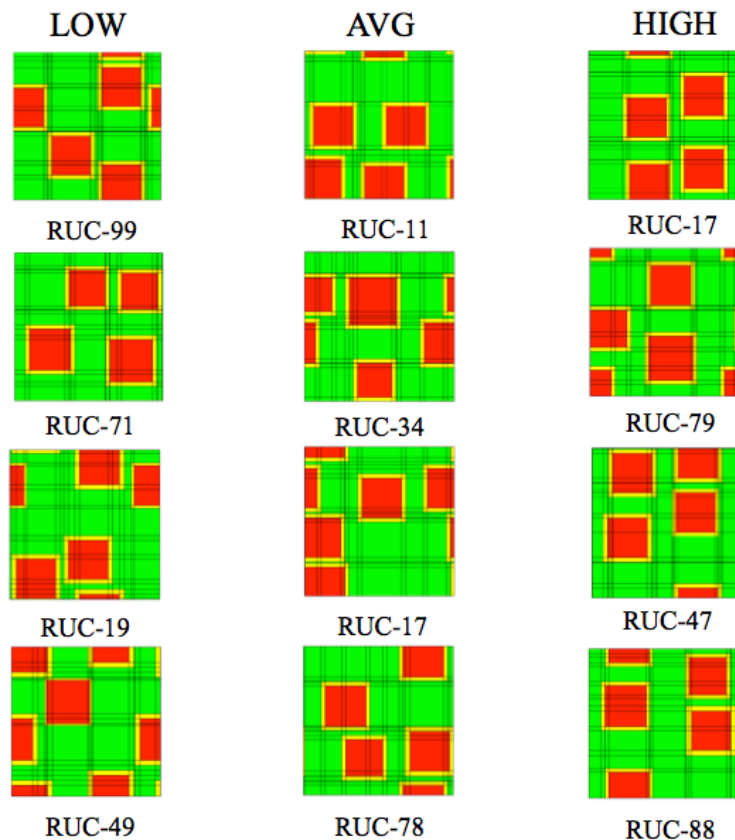 LOW AVG HIGH
RUC-99 RUC-11 RUC-17
RUC-71 RUC-34 RUC-79
RUC-19 RUC-17 RUC-47
RUC-49 RUC-78 RUC-88